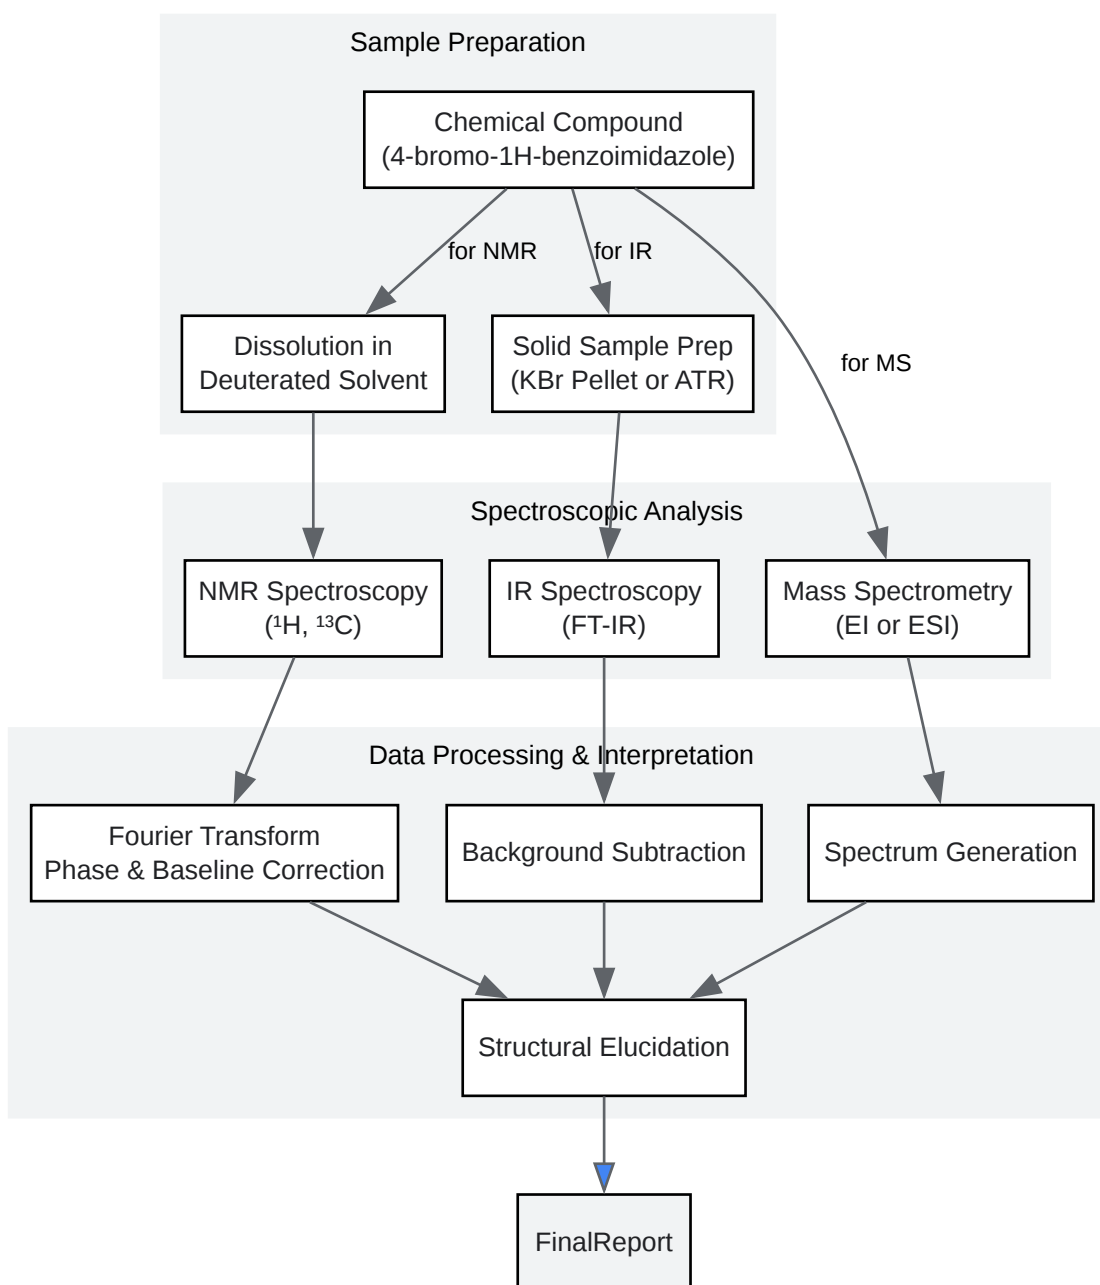 Sample Preparation
Chemical Compound
(4-bromo-1H-benzoimidazole)
for NMR
for IR
Dissolution in
Deuterated Solvent
Solid Sample Prep
(KBr Pellet or ATR)
for MS
Spectroscopic Analysis
NMR Spectroscopy
(¹H, ¹³C)
IR Spectroscopy
(FT-IR)
Mass Spectrometry
(EI or ESI)
Data Processing & Interpretation
Fourier Transform
Phase & Baseline Correction
Background Subtraction
Spectrum Generation
Structural Elucidation
FinalReport